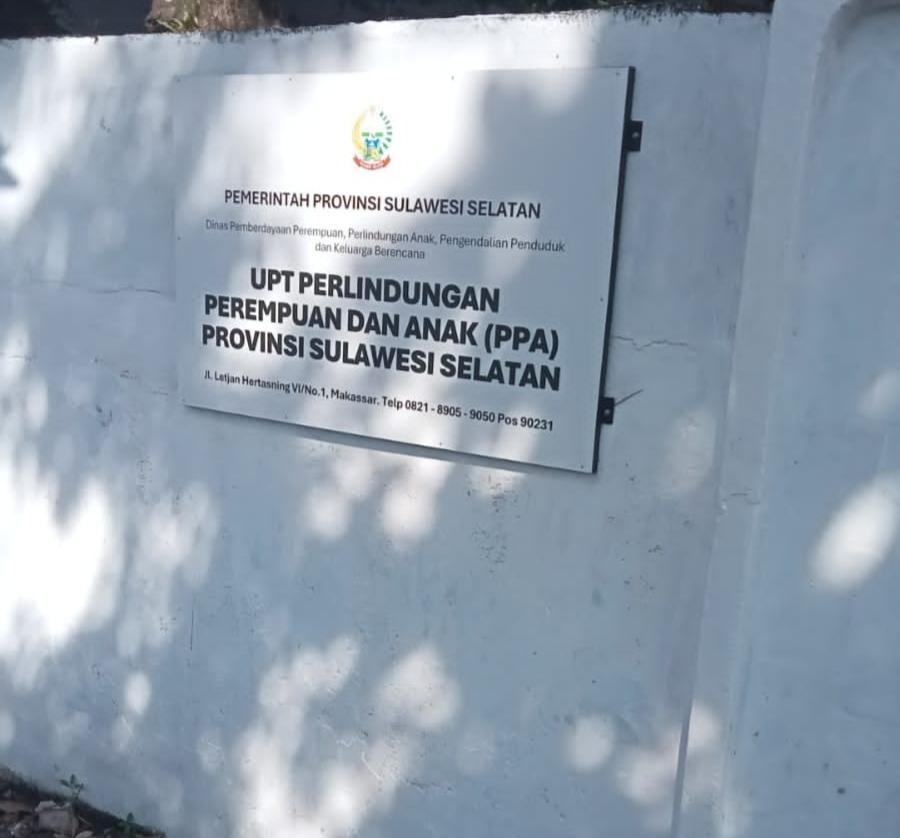 PEMERINTAH PROVINSI SULAWESI SELATAN
Dinas Pemberdayaan Perempuan, Perlindungan Anak, Pengendalian Penduduk
dan Keluarga Berencana
UPT PERLINDUNGAN
PEREMPUAN DAN ANAK (PPA)
PROVINSI SULAWESI SELATAN
Jl. Letjan Hertasning VI/No.1, Makassar. Telp 0821 - 8905 - 9050 Pos 90231